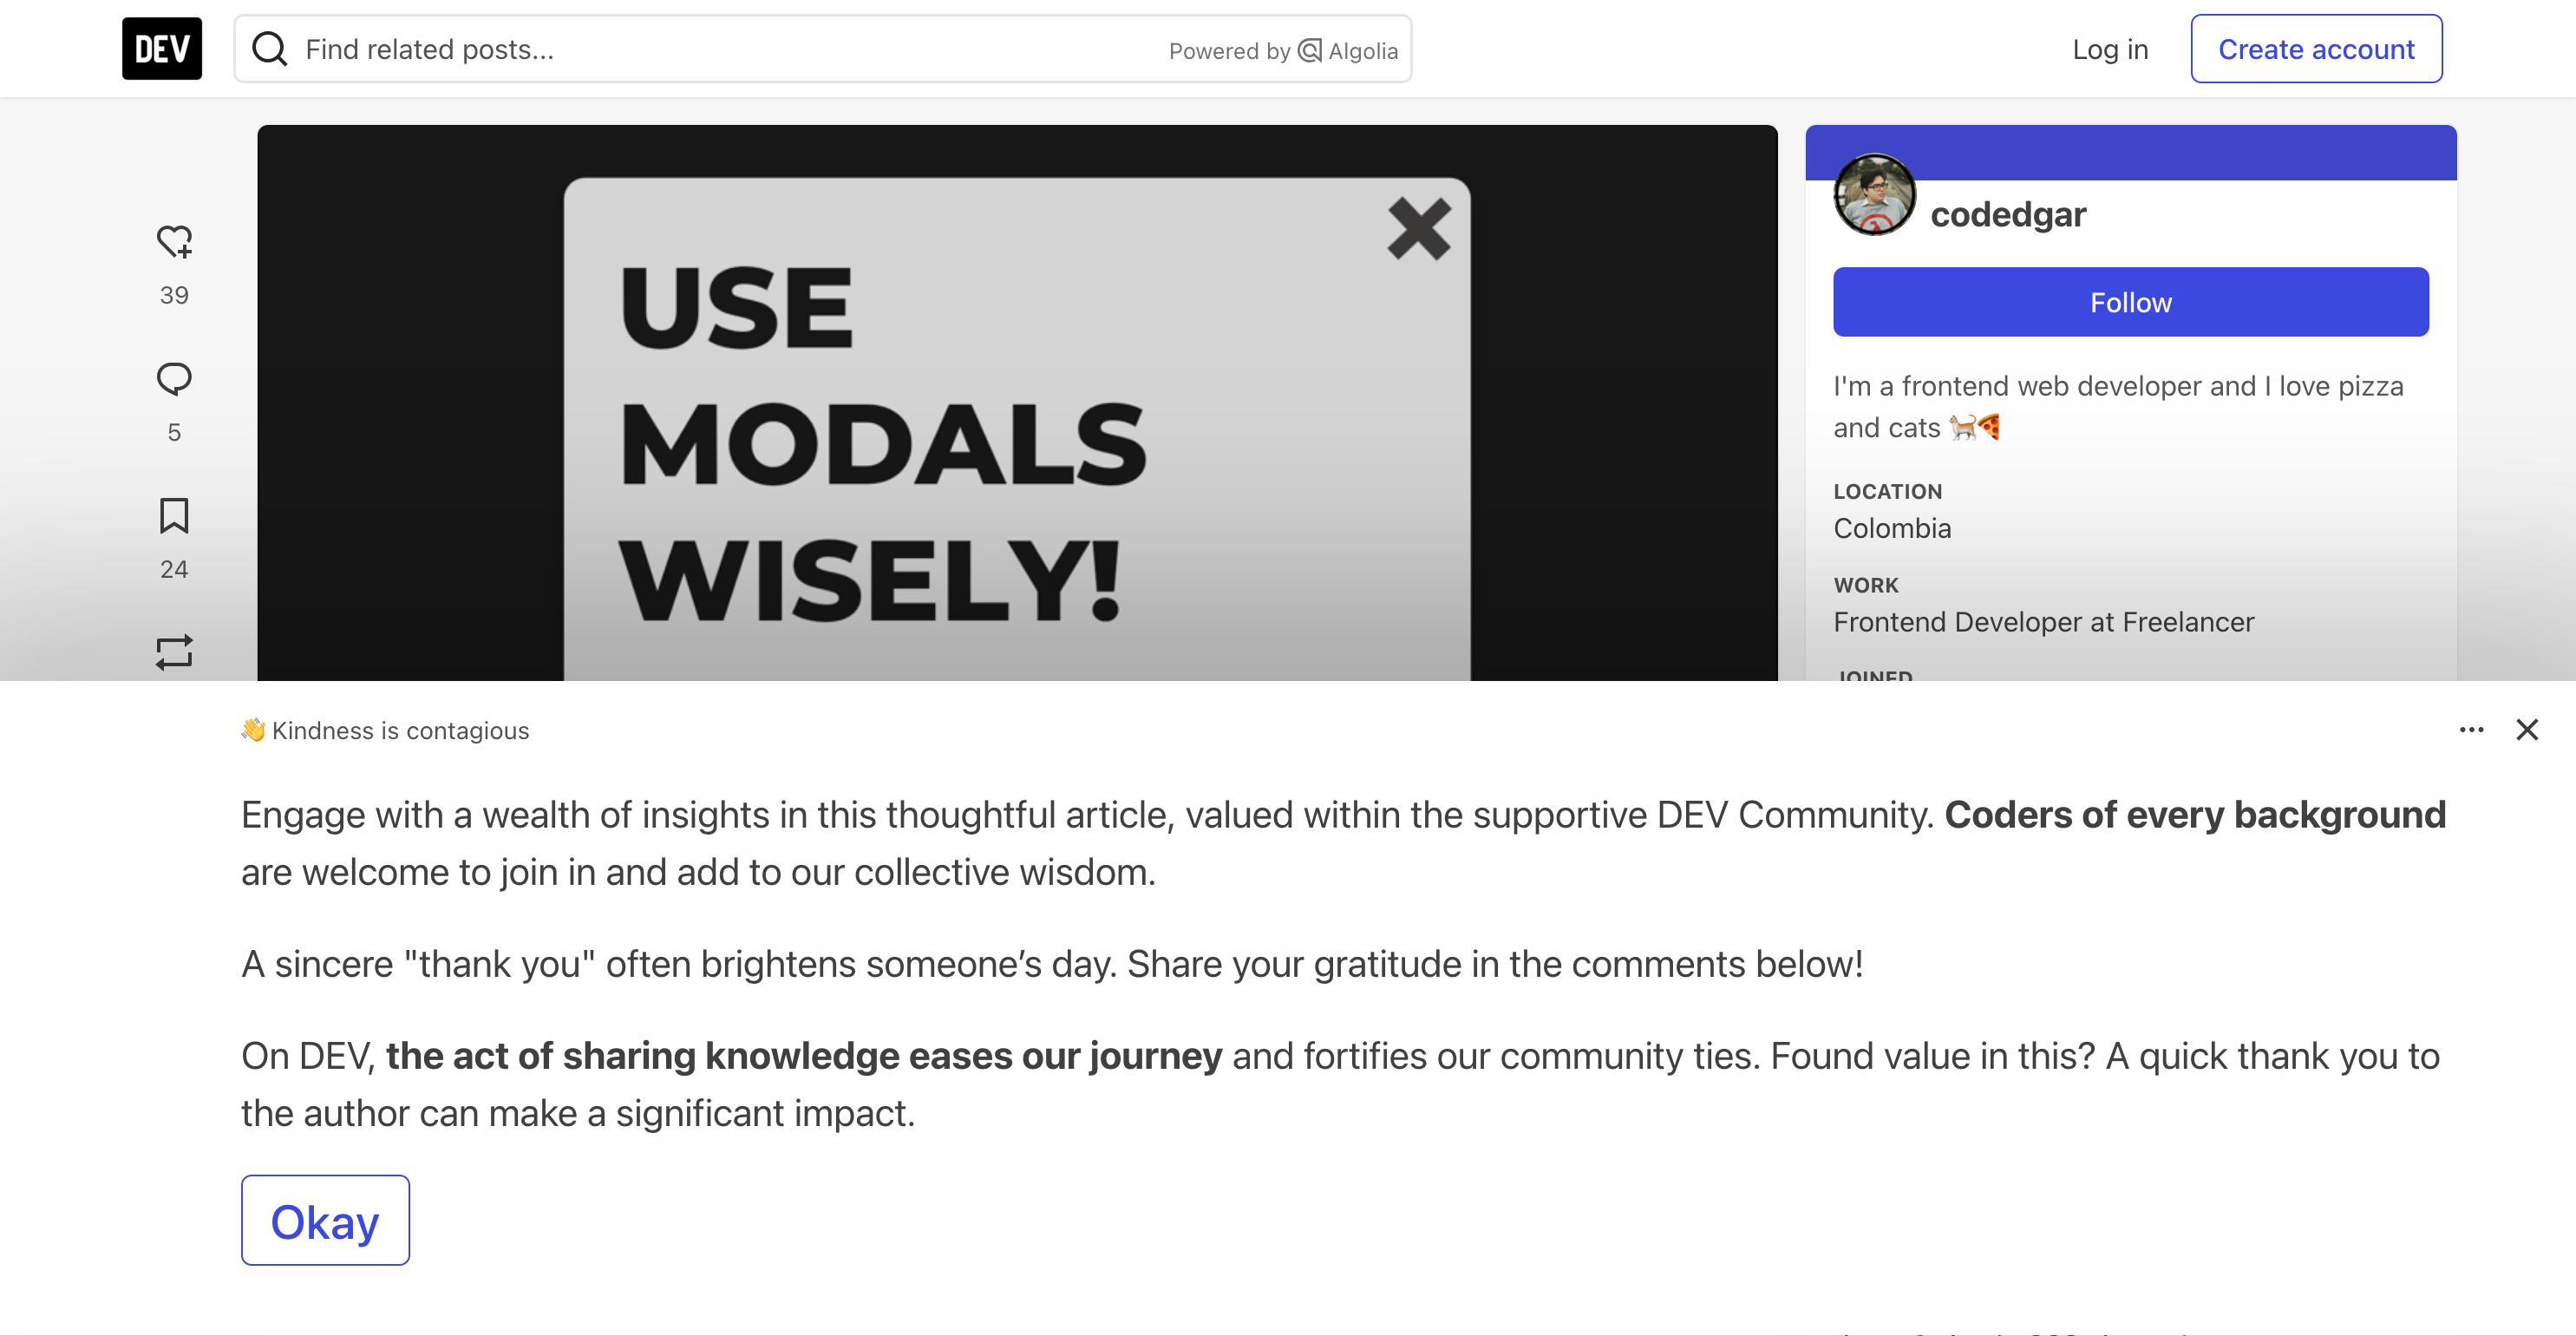 DEV
Find related posts...
Powered by Algolia
Log in
Create account
39
5
24
USE
MODALS
WISELY!
codedgar
Follow
I'm a frontend web developer and I love pizza
and cats 🐈🍕
LOCATION
Colombia
WORK
Frontend Developer at Freelancer
JOINED
👋 Kindness is contagious
Engage with a wealth of insights in this thoughtful article, valued within the supportive DEV Community. Coders of every background
are welcome to join in and add to our collective wisdom.
A sincere "thank you" often brightens someone’s day. Share your gratitude in the comments below!
On DEV, the act of sharing knowledge eases our journey and fortifies our community ties. Found value in this? A quick thank you to
the author can make a significant impact.
Okay